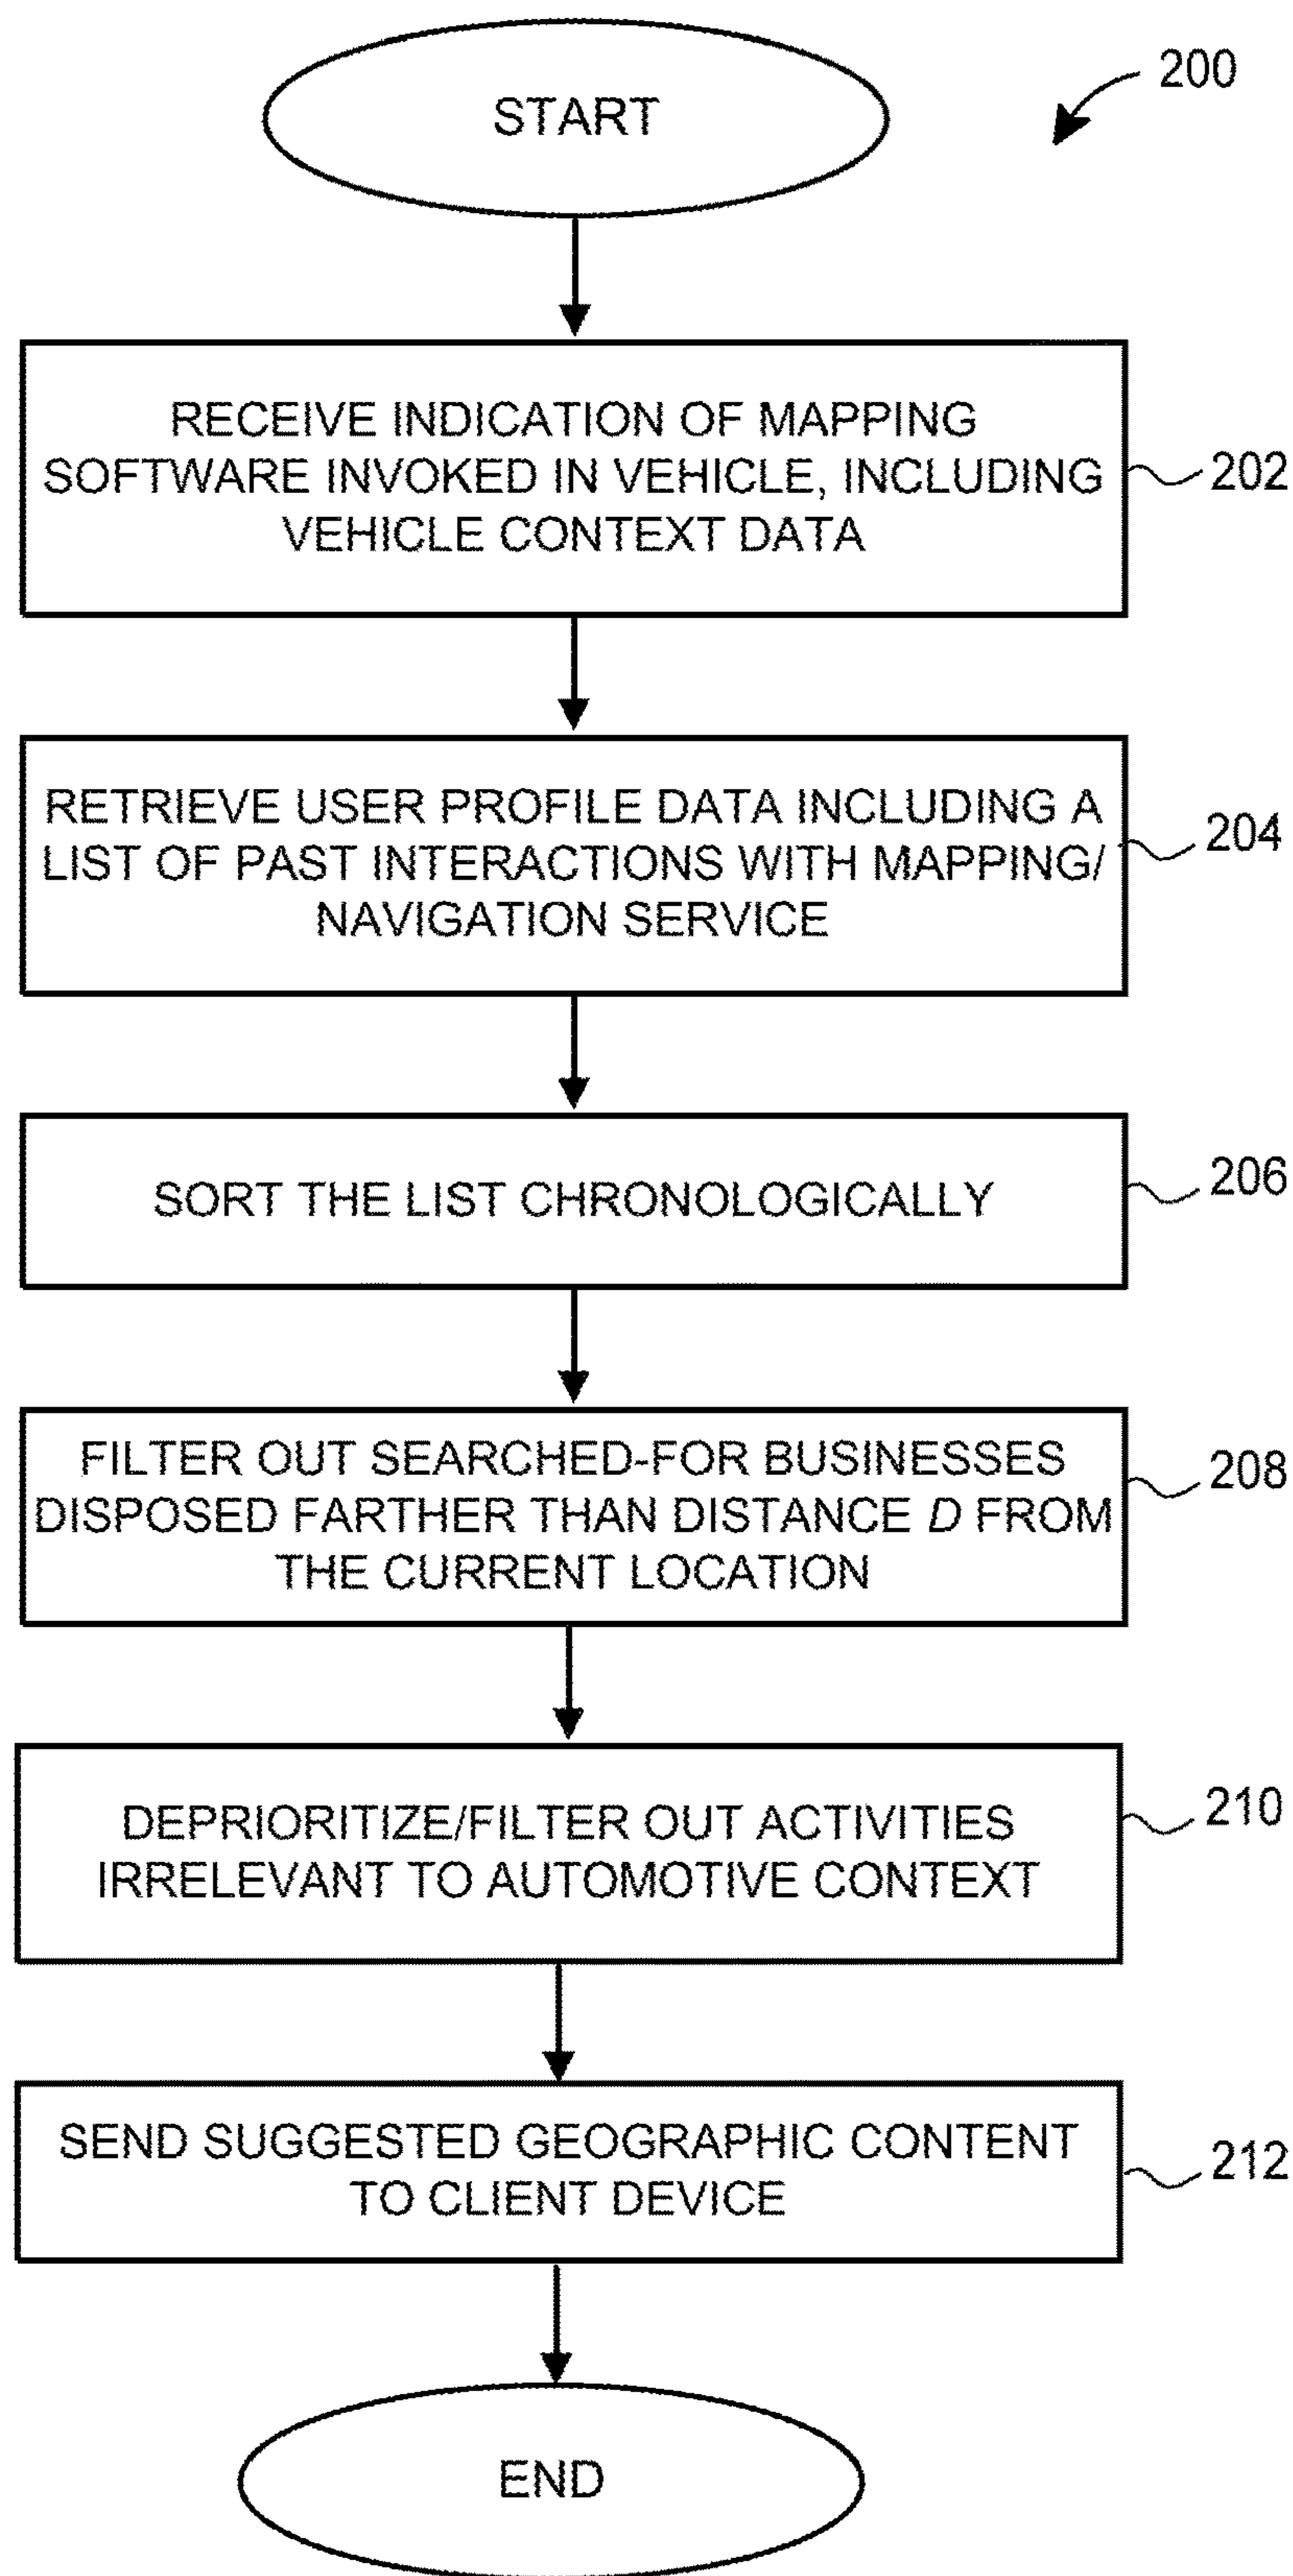 START
200
RECEIVE INDICATION OF MAPPING
SOFTWARE INVOKED IN VEHICLE, INCLUDING
VEHICLE CONTEXT DATA
202
RETRIEVE USER PROFILE DATA INCLUDING A
LIST OF PAST INTERACTIONS WITH MAPPING/
NAVIGATION SERVICE
204
SORT THE LIST CHRONOLOGICALLY
206
FILTER OUT SEARCHED-FOR BUSINESSES
DISPOSED FARTHER THAN DISTANCE D FROM
THE CURRENT LOCATION
208
DEPRIORITIZE/FILTER OUT ACTIVITIES
IRRELEVANT TO AUTOMOTIVE CONTEXT
210
SEND SUGGESTED GEOGRAPHIC CONTENT
TO CLIENT DEVICE
212
END